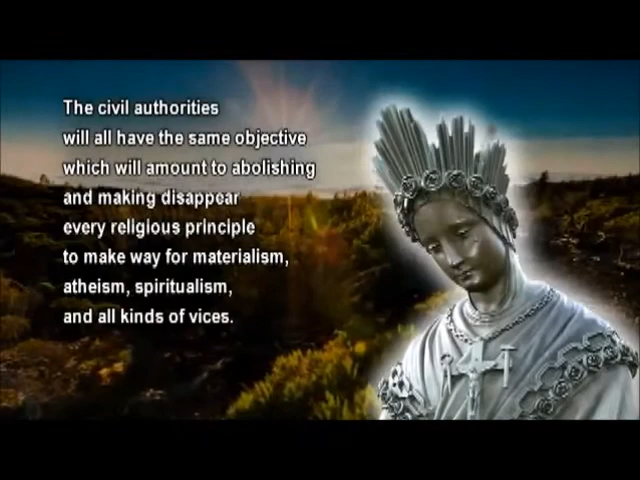 The civil authorities
will all have the same objective
which will amount to abolishing
and making disappear
every religious principle
to make way for materialism,
atheism, spiritualism,
and all kinds of vices.